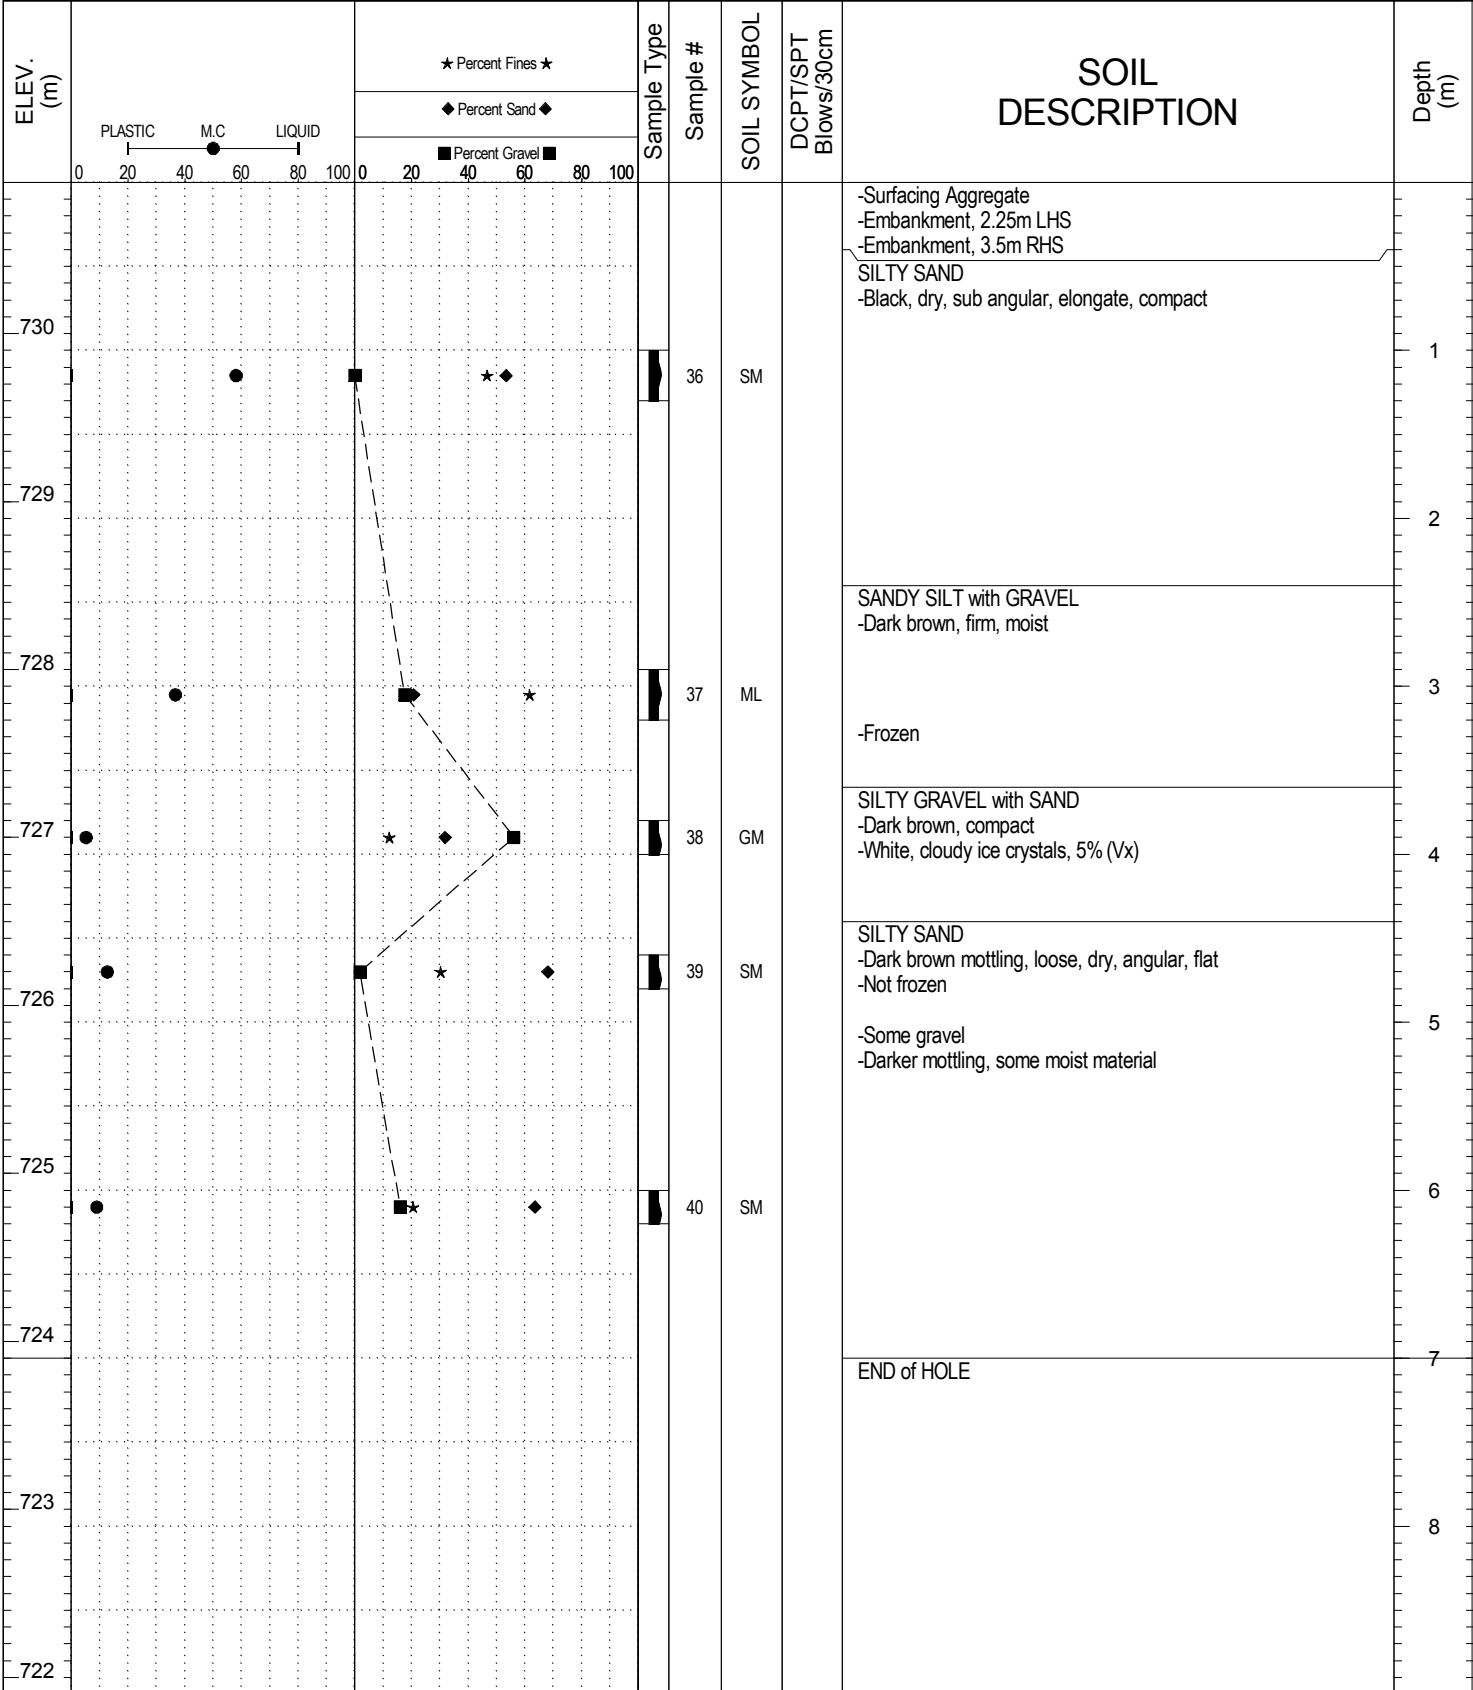 ELEV.
(m)
PLASTIC M.C LIQUID
0 20 40 60 80 100
★ Percent Fines ★
◆ Percent Sand ◆
■ Percent Gravel ■
0 20 40 60 80 100
Sample Type
Sample #
SOIL SYMBOL
DCPT/SPT
Blows/30cm
SOIL
DESCRIPTION
Depth
(m)
-Surfacing Aggregate
-Embankment, 2.25m LHS
-Embankment, 3.5m RHS
SILTY SAND
-Black, dry, sub angular, elongate, compact
730
1
36 SM
729
2
SANDY SILT with GRAVEL
-Dark brown, firm, moist
728
3
37 ML
-Frozen
SILTY GRAVEL with SAND
-Dark brown, compact
727
38 GM
-White, cloudy ice crystals, 5% (Vx)
4
SILTY SAND
-Dark brown mottling, loose, dry, angular, flat
39 SM
-Not frozen
726
5
-Some gravel
-Darker mottling, some moist material
725
6
40 SM
724
7
END of HOLE
723
8
722